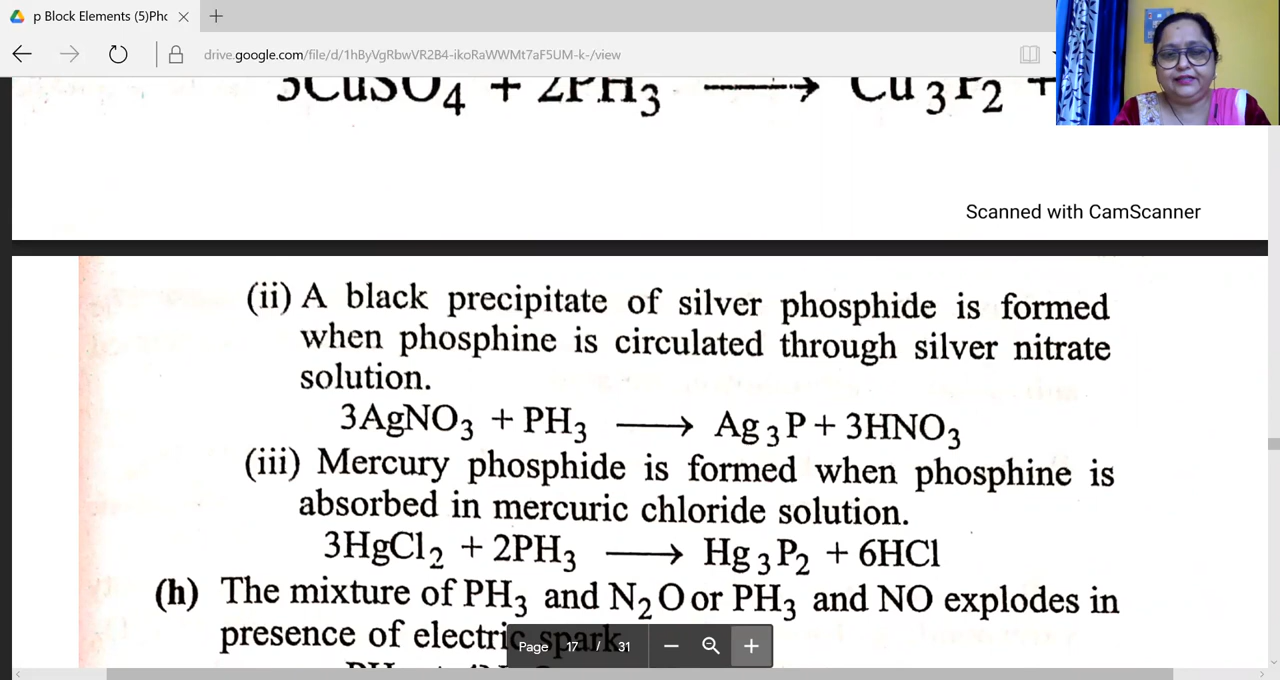 p Block Elements (5)Pho
drive.google.com/file/d/1hByVgRbwVR2B4-ikoRaWWMt7aF5UM-k-/view
3CuSO4 + 2PH3 ⟶ Cu3P2 +
Scanned with CamScanner
(ii) A black precipitate of silver phosphide is formed
when phosphine is circulated through silver nitrate
solution.
3AgNO3 + PH3 ⟶ Ag3P + 3HNO3
(iii) Mercury phosphide is formed when phosphine is
absorbed in mercuric chloride solution.
3HgCl2 + 2PH3 ⟶ Hg3P2 + 6HCl
(h) The mixture of PH3 and N2O or PH3 and NO explodes in
presence of electric spark
Page 17 / 31